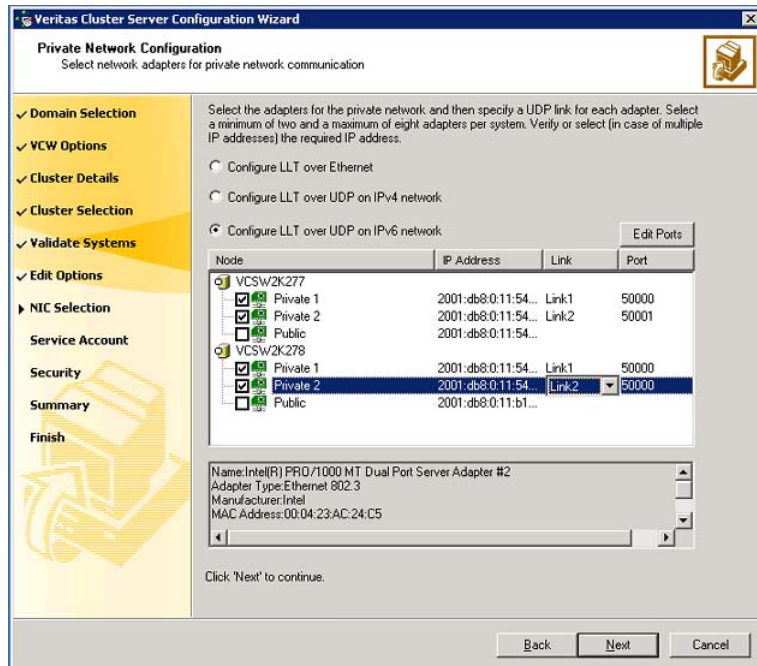 Veritas Cluster Server Configuration Wizard
Private Network Configuration
Select network adapters for private network communication
Domain Selection
VCW Options
Cluster Details
Cluster Selection
Validate Systems
Edit Options
NIC Selection
Service Account
Security
Summary
Finish
Select the adapters for the private network and then specify a UDP link for each adapter. Select
a minimum of two and a maximum of eight adapters per system. Verify or select (in case of multiple
IP addresses) the required IP address.
Configure LLT over Ethernet
Configure LLT over UDP on IPv4 network
Configure LLT over UDP on IPv6 network
Edit Ports
Node IP Address Link Port
VCSW2K277
Private 1 2001:db8:0:11:54... Link1 50000
Private 2 2001:db8:0:11:54... Link2 50001
Public 2001:db8:0:11:54...
VCSW2K278
Private 1 2001:db8:0:11:54... Link1 50000
Private 2 2001:db8:0:11:54... Link2 50000
Public 2001:db8:0:11:b1...
Name:Intel(R) PRO/1000 MT Dual Port Server Adapter #2
Adapter Type:Ethernet 802.3
Manufacturer:Intel
MAC Address:00:04:23:AC:24:C5
Click 'Next' to continue.
Back Next Cancel